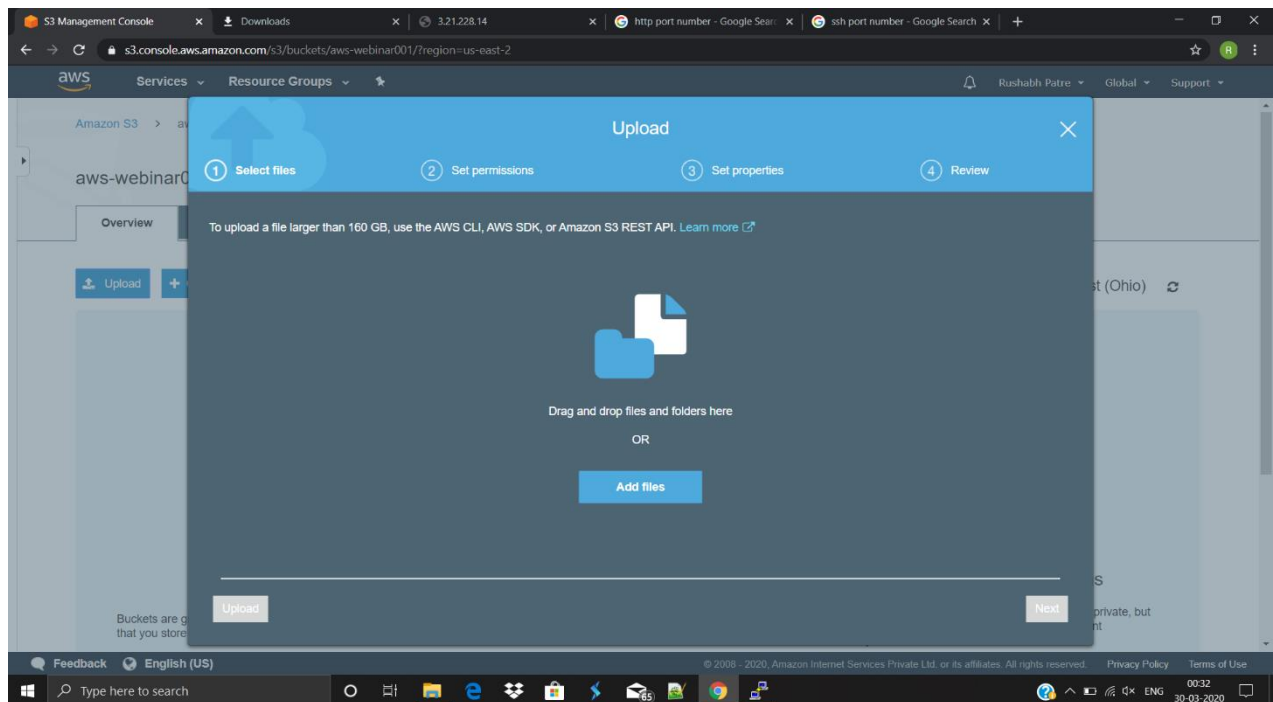 S3 Management Console
Downloads
3.21.228.14
http port number - Google Sear
ssh port number - Google Search
s3.console.aws.amazon.com/s3/buckets/aws-webinar001/?region=us-east-2
R
aws Services Resource Groups Rushabh Patre Global Support
Amazon S3 > aw
Upload
1 Select files 2 Set permissions 3 Set properties 4 Review
aws-webinar0
Overview
To upload a file larger than 160 GB, use the AWS CLI, AWS SDK, or Amazon S3 REST API. Learn more
Upload + st (Ohio)
Drag and drop files and folders here
OR
Add files
s
Upload Next
Buckets are g private, but
that you store nt
Feedback English (US) © 2008 - 2020, Amazon Internet Services Private Ltd. or its affiliates. All rights reserved. Privacy Policy Terms of Use
Type here to search 65 ENG 00:32
30-03-2020